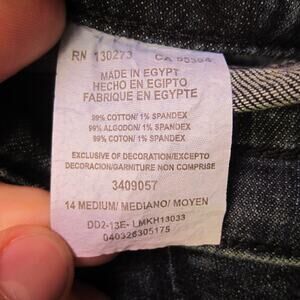 RN 130273 CA
MADE IN EGYPT
HECHO EN EGIPTO
FABRIQUE EN EGYPTE
99% COTTON/ 1% SPANDEX
99% ALGODON/ 1% SPANDEX
99% COTON/ 1% SPANDEX
EXCLUSIVE OF DECORATION/EXCEPTO
DECORACION/GARNITURE NON COMPRISE
3409057
14 MEDIUM/ MEDIANO/ MOYEN
DD2-13E- LMKH13033
040326305175